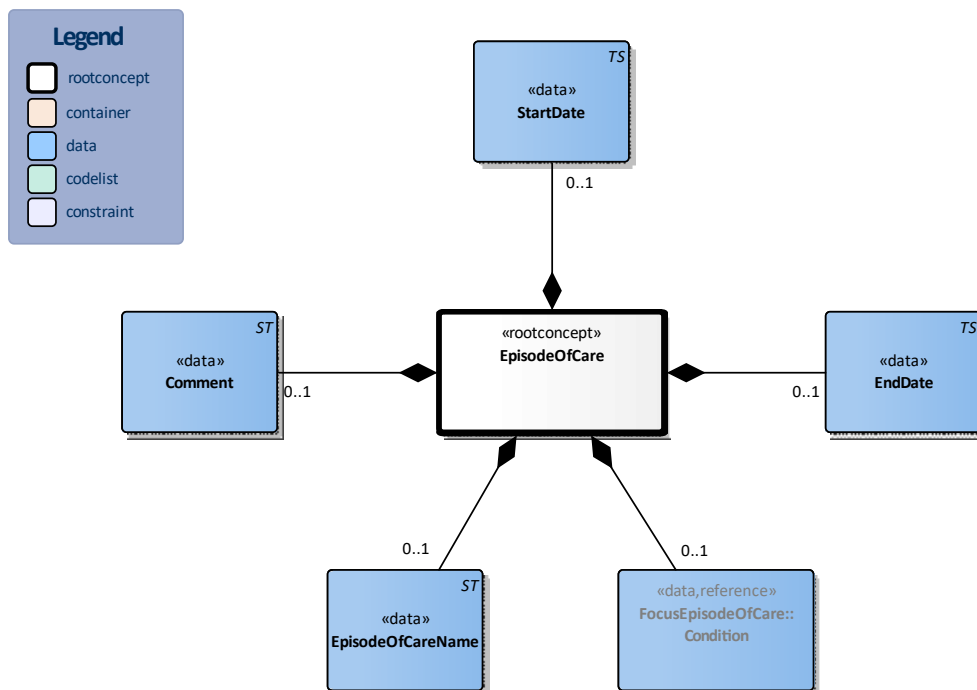 Legend
rootconcept
container
data
codelist
constraint
TS
«data»
StartDate
0..1
ST
«data»
Comment
0..1
«rootconcept»
EpisodeOfCare
TS
«data»
EndDate
0..1
0..1
ST
«data»
EpisodeOfCareName
0..1
«data,reference»
FocusEpisodeOfCare::
Condition